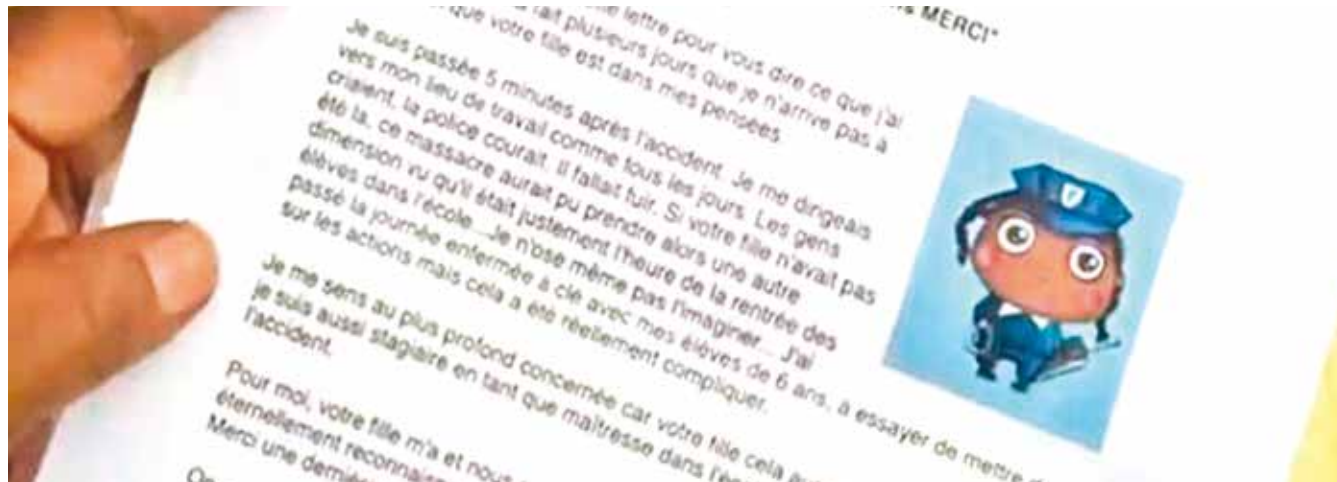 MERCI"
lettre pour vous dire ce que j'ai
fait plusieurs jours que je n'arrive pas à
que votre fille est dans mes pensées
Je suis passée 5 minutes après l'accident. Je me dirigeais
vers mon lieu de travail comme tous les jours. Les gens
criaient, la police courait. Il fallait fuir. Si votre fille n'avait pas
été la, ce massacre aurait pu prendre alors une autre
dimension vu qu'il était justement l'heure de la rentrée des
élèves dans l'école...Je n'ose même pas l'imaginer... J'ai
passé la journée enfermée à clé avec mes élèves de 6 ans, à essayer de mettre
sur les actions mais cela a été réellement compliquer.
Je me sens au plus profond concernée car votre fille cela
je suis aussi stagiaire en tant que maîtresse dans
l'accident.
Pour moi, votre fille m'a et nous
éternellement
Merci une